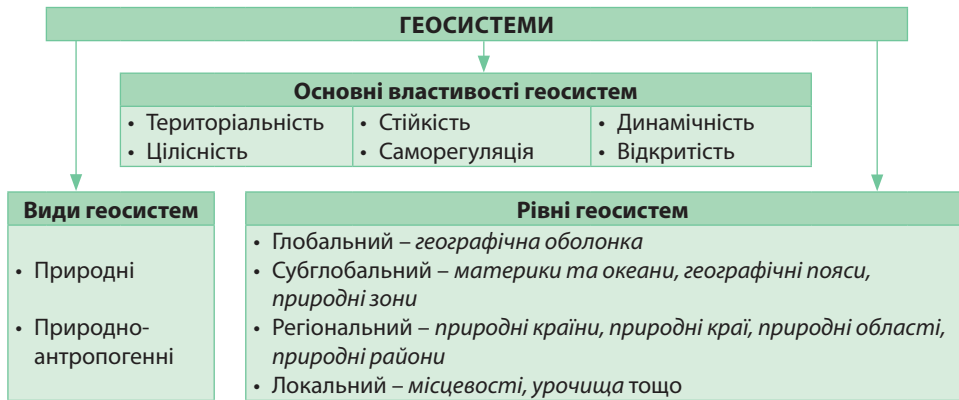 ГЕОСИСТЕМИ
Основні властивості геосистем
• Територіальність
• Цілісність
• Стійкість
• Саморегуляція
• Динамічність
• Відкритість
Види геосистем
• Природні
• Природно-
антропогенні
Рівні геосистем
• Глобальний – географічна оболонка
• Субглобальний – материки та океани, географічні пояси,
природні зони
• Регіональний – природні країни, природні краї, природні області,
природні райони
• Локальний – місцевості, урочища тощо